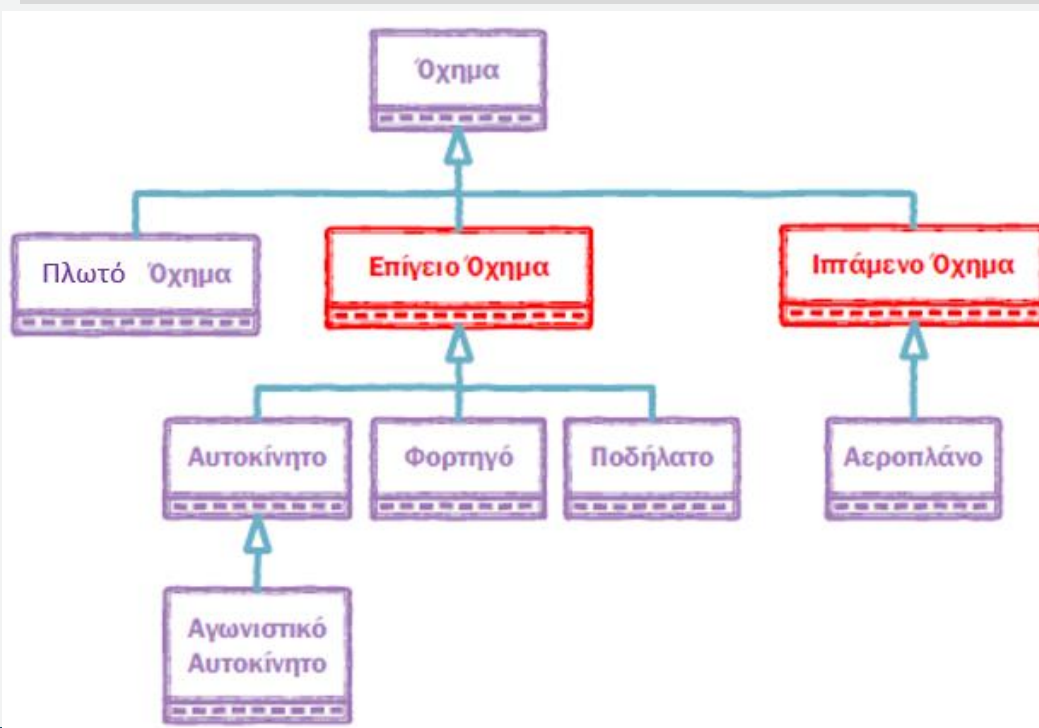 Όχημα
Πλωτό Όχημα
Επίγειο Όχημα
Ιπτάμενο Όχημα
Αυτοκίνητο
Φορτηγό
Ποδήλατο
Αεροπλάνο
Αγωνιστικό
Αυτοκίνητο